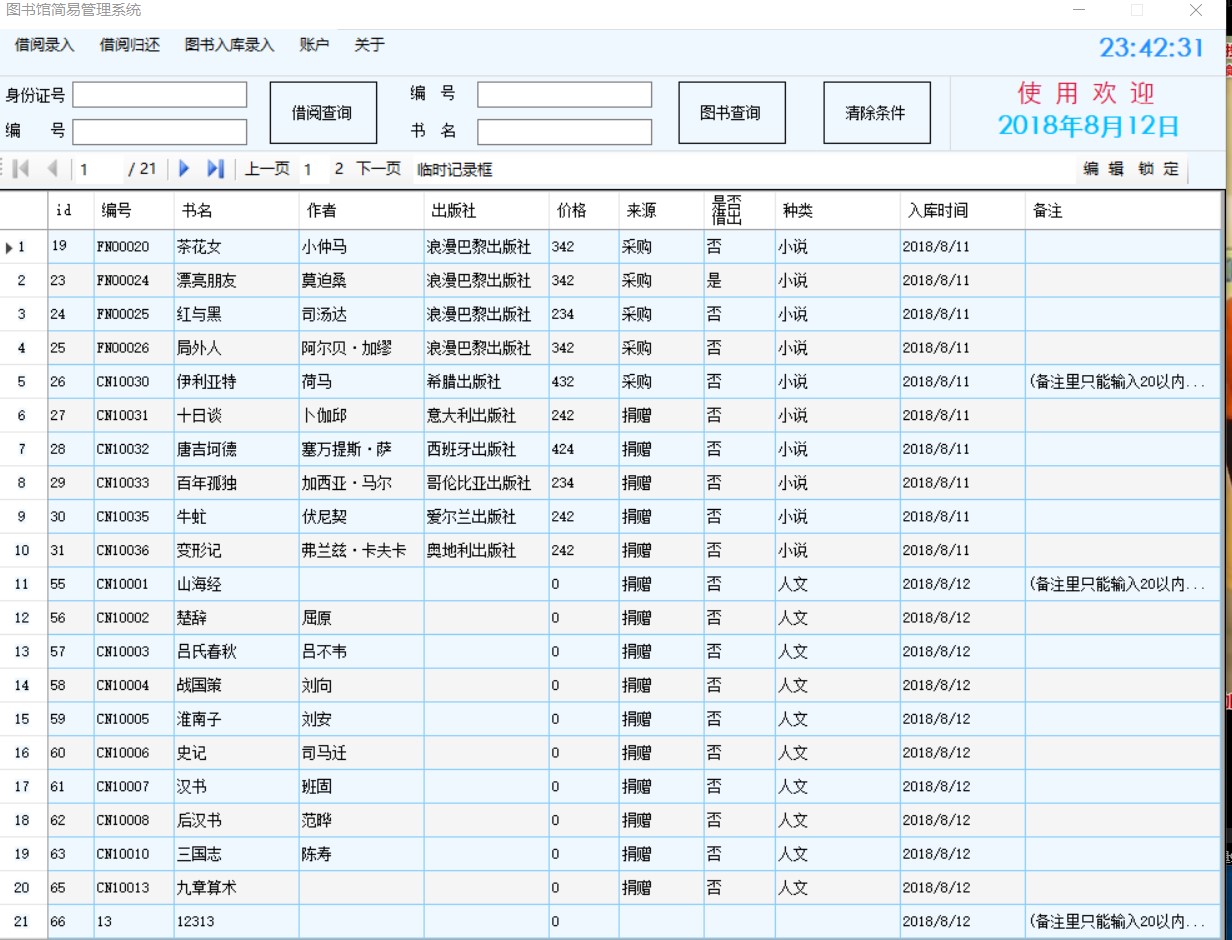 图书馆简易管理系统
借阅录入 借阅归还 图书入库录入 账户 关于 23:42:31
身份证号 借阅查询 编 号 图书查询 清除条件 使 用 欢 迎
编 号 书 名 2018年8月12日
1 / 21 上一页 1 2 下一页 临时记录框 编 辑 锁 定
id 编号 书名 作者 出版社 价格 来源 是否借出 种类 入库时间 备注
1 19 FN00020 茶花女 小仲马 浪漫巴黎出版社 342 采购 否 小说 2018/8/11
2 23 FN00024 漂亮朋友 莫迫桑 浪漫巴黎出版社 342 采购 是 小说 2018/8/11
3 24 FN00025 红与黑 司汤达 浪漫巴黎出版社 234 采购 否 小说 2018/8/11
4 25 FN00026 局外人 阿尔贝·加缪 浪漫巴黎出版社 342 采购 否 小说 2018/8/11
5 26 CN10030 伊利亚特 荷马 希腊出版社 432 采购 否 小说 2018/8/11 (备注里只能输入20以内...
6 27 CN10031 十日谈 卜伽邱 意大利出版社 242 捐赠 否 小说 2018/8/11
7 28 CN10032 唐吉坷德 塞万提斯·萨 西班牙出版社 424 捐赠 否 小说 2018/8/11
8 29 CN10033 百年孤独 加西亚·马尔 哥伦比亚出版社 234 捐赠 否 小说 2018/8/11
9 30 CN10035 牛虻 伏尼契 爱尔兰出版社 242 捐赠 否 小说 2018/8/11
10 31 CN10036 变形记 弗兰兹·卡夫卡 奥地利出版社 242 捐赠 否 小说 2018/8/11
11 55 CN10001 山海经 0 捐赠 否 人文 2018/8/12 (备注里只能输入20以内...
12 56 CN10002 楚辞 屈原 0 捐赠 否 人文 2018/8/12
13 57 CN10003 吕氏春秋 吕不韦 0 捐赠 否 人文 2018/8/12
14 58 CN10004 战国策 刘向 0 捐赠 否 人文 2018/8/12
15 59 CN10005 淮南子 刘安 0 捐赠 否 人文 2018/8/12
16 60 CN10006 史记 司马迁 0 捐赠 否 人文 2018/8/12
17 61 CN10007 汉书 班固 0 捐赠 否 人文 2018/8/12
18 62 CN10008 后汉书 范晔 0 捐赠 否 人文 2018/8/12
19 63 CN10010 三国志 陈寿 0 捐赠 否 人文 2018/8/12
20 65 CN10013 九章算术 0 捐赠 否 人文 2018/8/12
21 66 13 12313 0 2018/8/12 (备注里只能输入20以内...